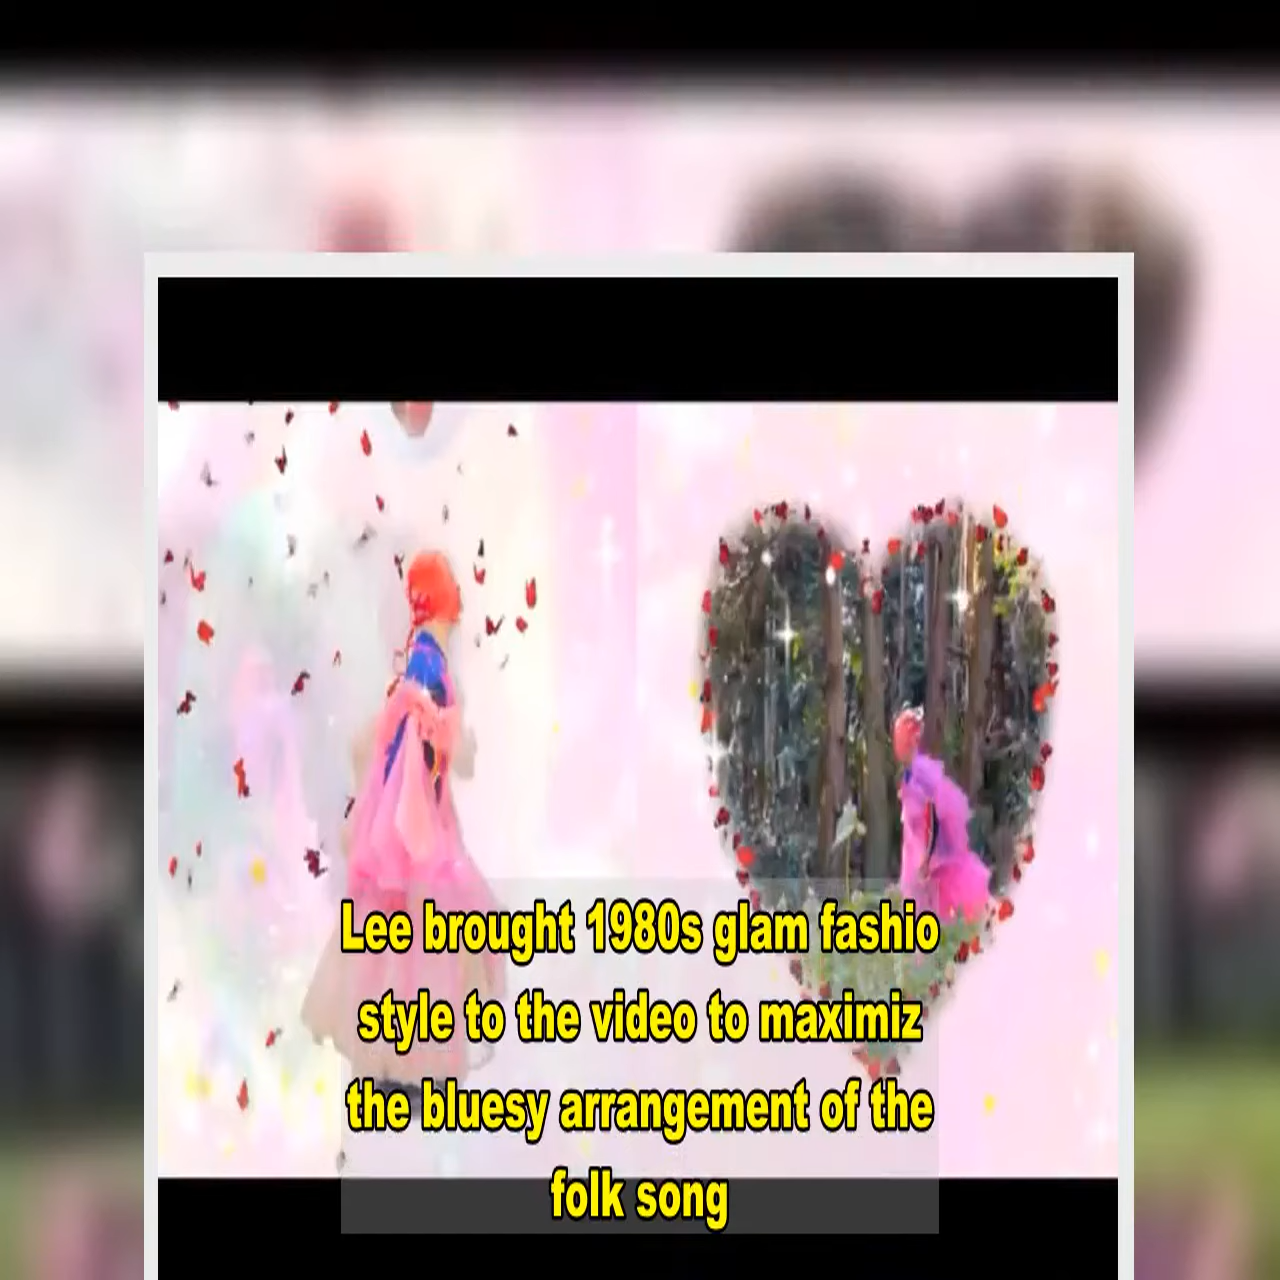 Lee brought 1980s glam fashio
style to the video to maximiz
the bluesy arrangement of the
folk song